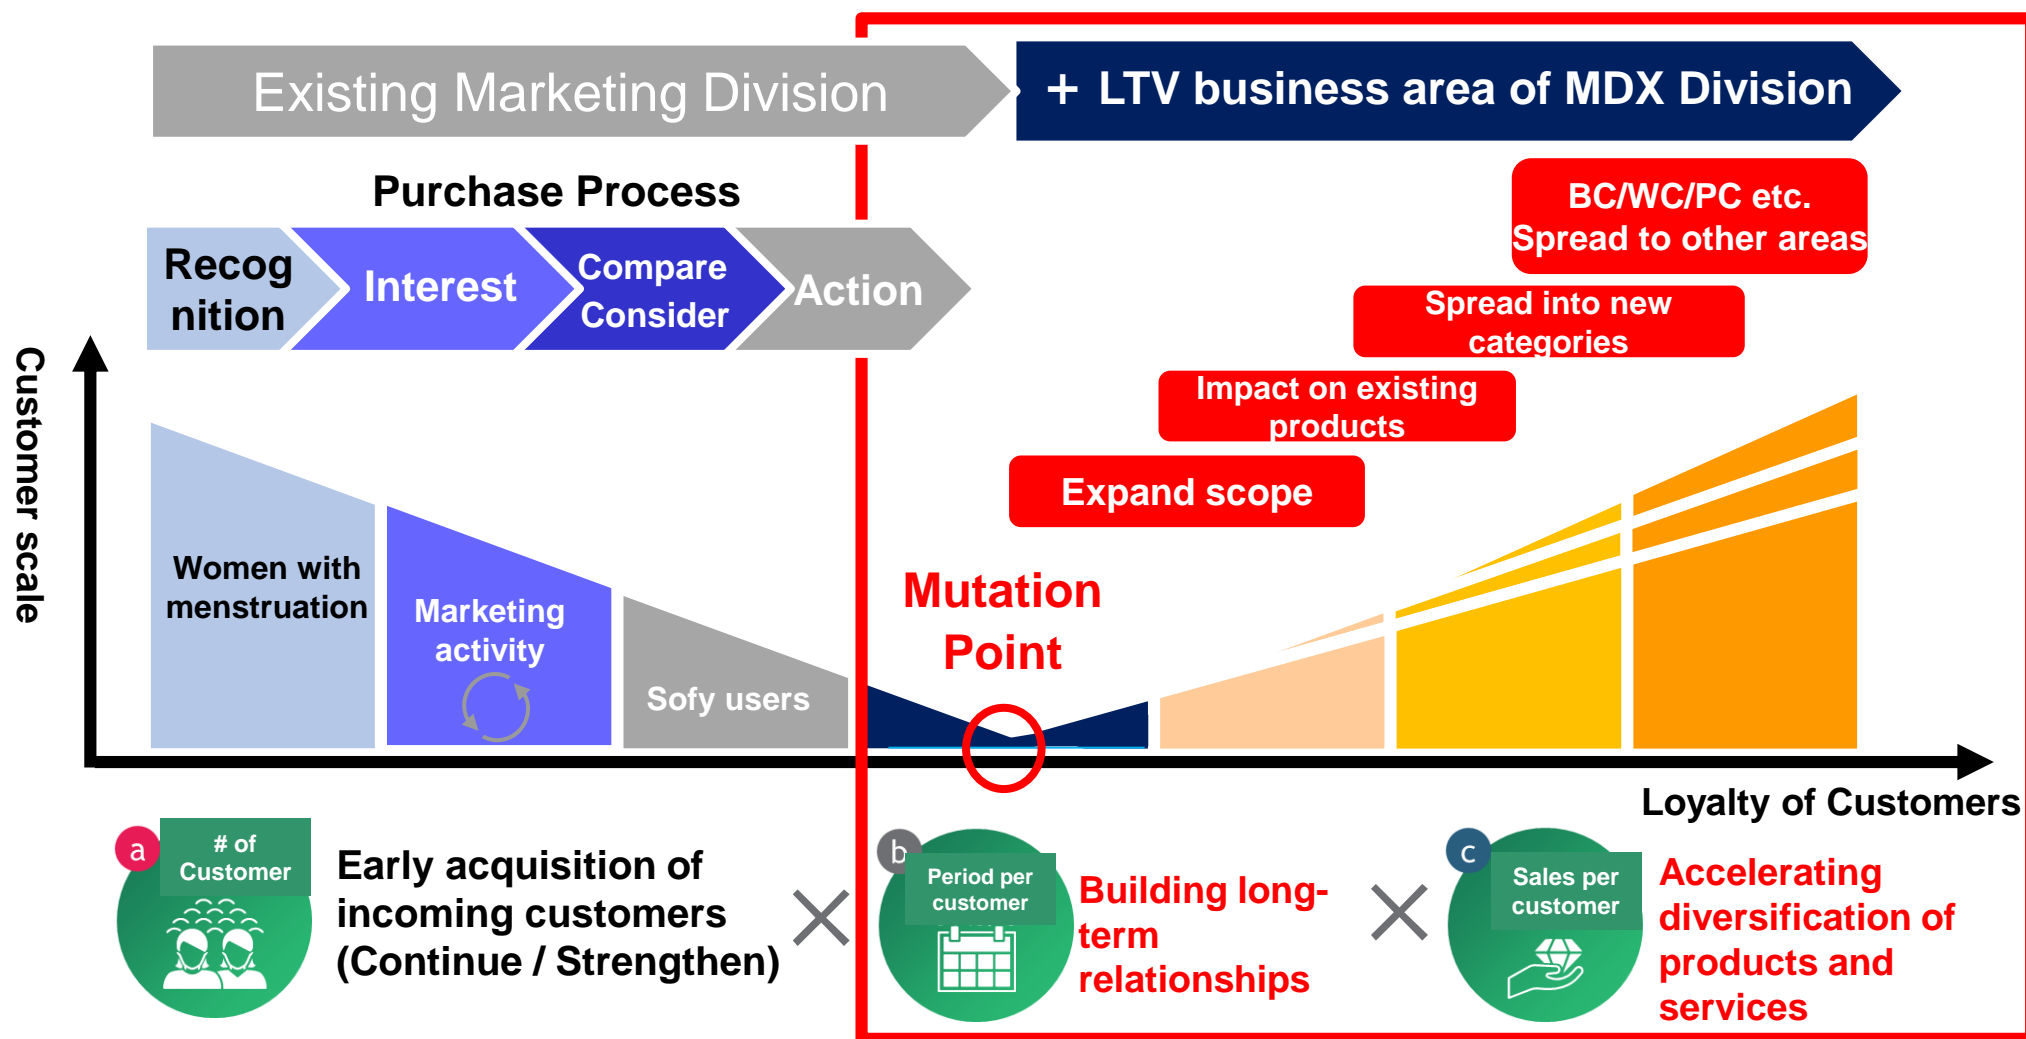 Existing Marketing Division
+ LTV business area of MDX Division
Purchase Process
Recog
nition
Interest
Compare
Consider
Action
BC/WC/PC etc.
Spread to other areas
Spread into new
categories
Impact on existing
products
Expand scope
Customer scale
Women with
menstruation
Marketing
activity
Sofy users
Mutation
Point
Loyalty of Customers
a
# of
Customer
Early acquisition of
incoming customers
(Continue / Strengthen)
b
Period per
customer
Building long-
term
relationships
c
Sales per
customer
Accelerating
diversification of
products and
services